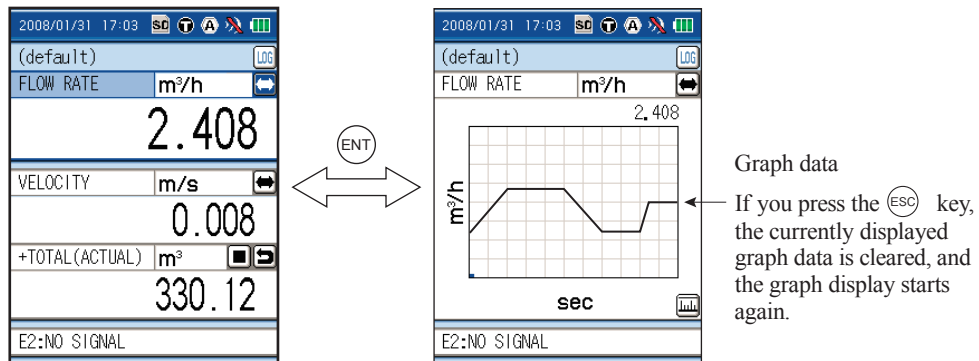 2008/01/31 17:03 SD T A
(default) LOG
FLOW RATE m³/h
2.408
VELOCITY m/s
0.008
+TOTAL(ACTUAL) m³
330.12
E2:NO SIGNAL
ENT
2008/01/31 17:03 SD T A
(default) LOG
FLOW RATE m³/h
2.408
m³/h
sec
E2:NO SIGNAL
Graph data
If you press the ESC key,
the currently displayed
graph data is cleared, and
the graph display starts
again.